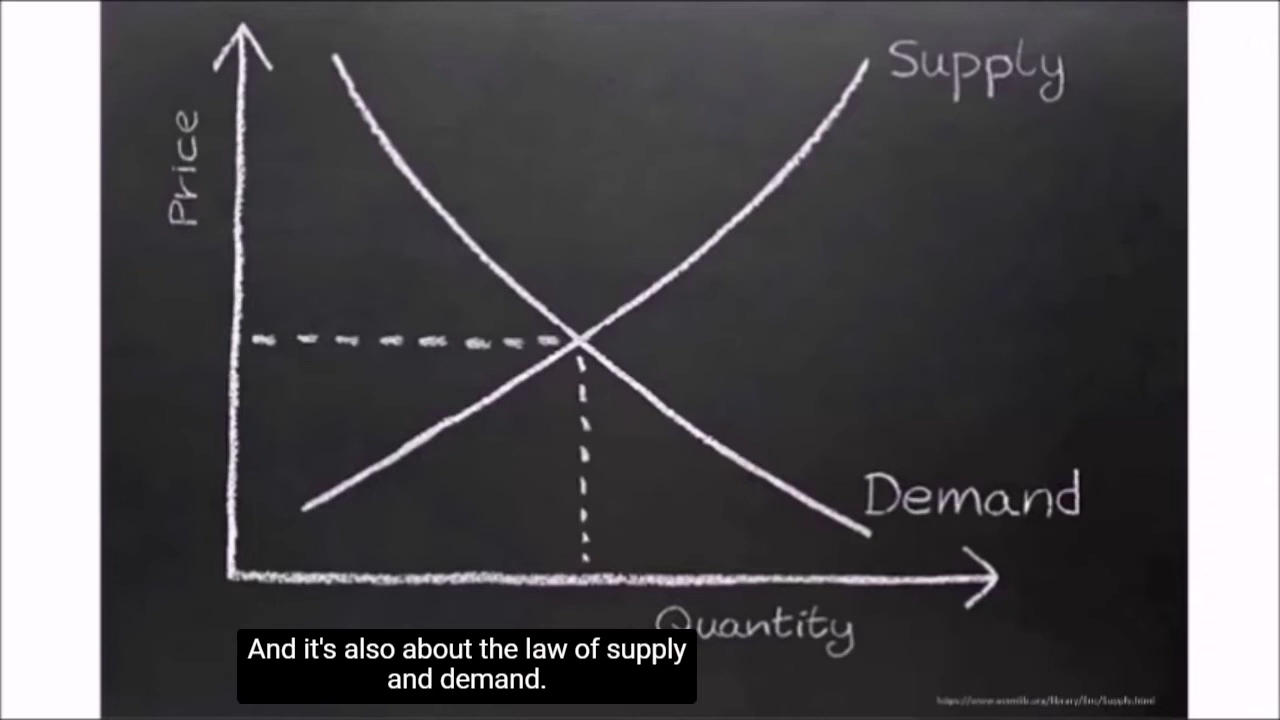 Supply
Price
Demand
Quantity
And it's also about the law of supply
and demand.